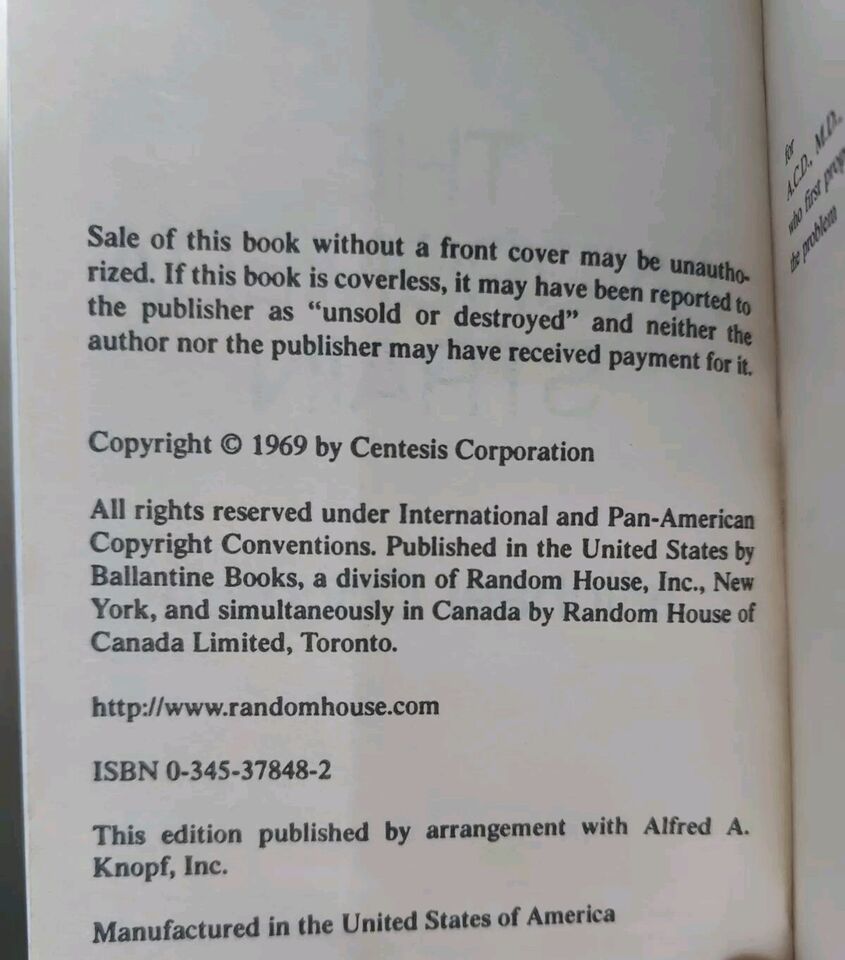 Sale of this book without a front cover may be unautho-
rized. If this book is coverless, it may have been reported to
the publisher as “unsold or destroyed” and neither the
author nor the publisher may have received payment for it.
Copyright © 1969 by Centesis Corporation
All rights reserved under International and Pan-American
Copyright Conventions. Published in the United States by
Ballantine Books, a division of Random House, Inc., New
York, and simultaneously in Canada by Random House of
Canada Limited, Toronto.
http://www.randomhouse.com
ISBN 0-345-37848-2
This edition published by arrangement with Alfred A.
Knopf, Inc.
Manufactured in the United States of America
for
A.C.D., M.D.,
who first
the problem